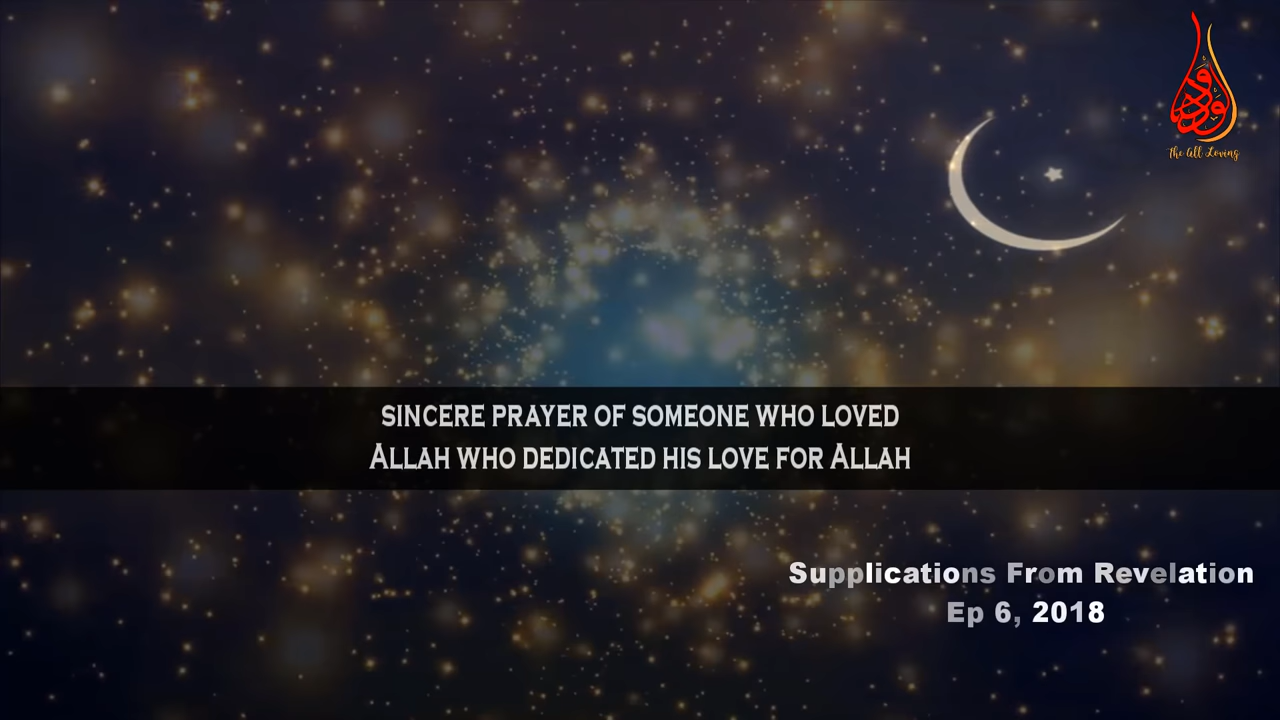 ودود
The All Loving
SINCERE PRAYER OF SOMEONE WHO LOVED
ALLAH WHO DEDICATED HIS LOVE FOR ALLAH
Supplications From Revelation
Ep 6, 2018